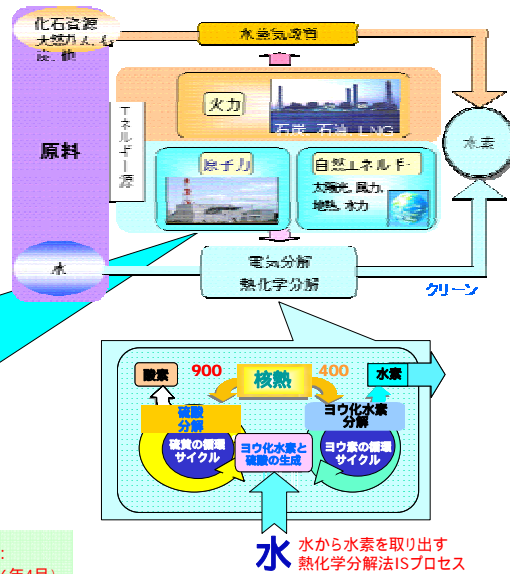 化石資源
水蒸気改質
原料
エネルギー源
火力
石炭 石油 LNG
水素
原子力
自然エネルギー
太陽光, 風力,
地熱, 水力
水
電気分解
熱化学分解
クリーン
酸素
900
核熱
400
水素
硫酸
分解
ヨウ化水素
分解
硫黄の循環
サイクル
ヨウ化水素と
硫酸の生成
ヨウ素の循環
サイクル
水
水から水素を取り出す
熱化学分解法ISプロセス
年4月)